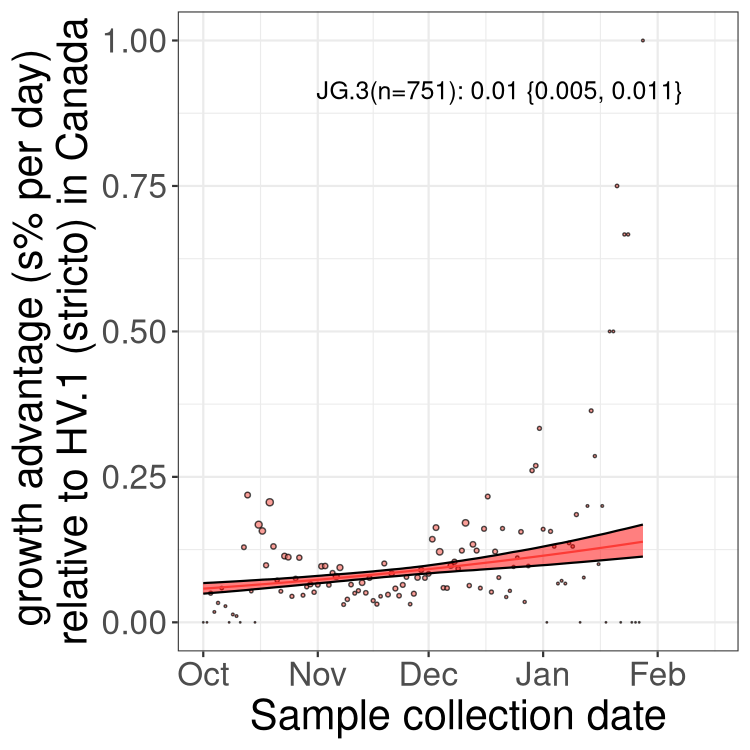 growth advantage (s% per day)
relative to HV.1 (stricto) in Canada
1.00
0.75
0.50
0.25
0.00
JG.3(n=751): 0.01 {0.005, 0.011}
Oct Nov Dec Jan Feb
Sample collection date